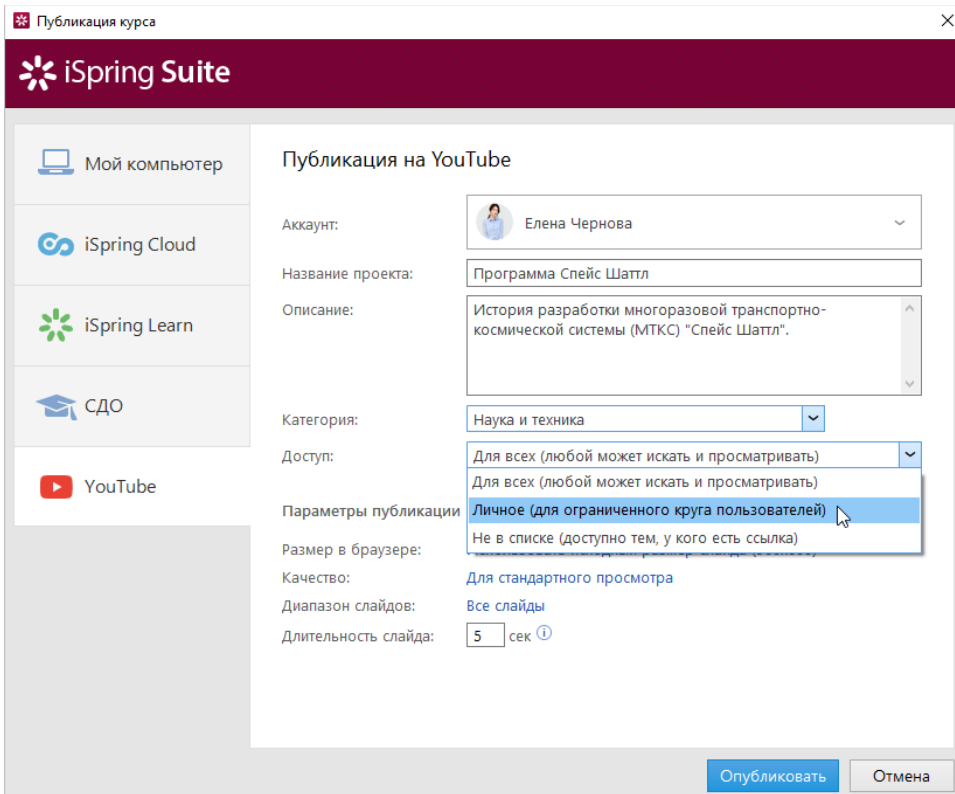 Публикация курса
iSpring Suite
Мой компьютер
iSpring Cloud
iSpring Learn
СДО
YouTube
Публикация на YouTube
Аккаунт:
Елена Чернова
Название проекта:
Программа Спейс Шаттл
Описание:
История разработки многоразовой транспортно-
космической системы (МТКС) "Спейс Шаттл".
Категория:
Наука и техника
Доступ:
Для всех (любой может искать и просматривать)
Для всех (любой может искать и просматривать)
Личное (для ограниченного круга пользователей)
Не в списке (доступно тем, у кого есть ссылка)
Параметры публикации
Размер в браузере:
Качество:
Для стандартного просмотра
Диапазон слайдов:
Все слайды
Длительность слайда:
5 сек
Опубликовать
Отмена